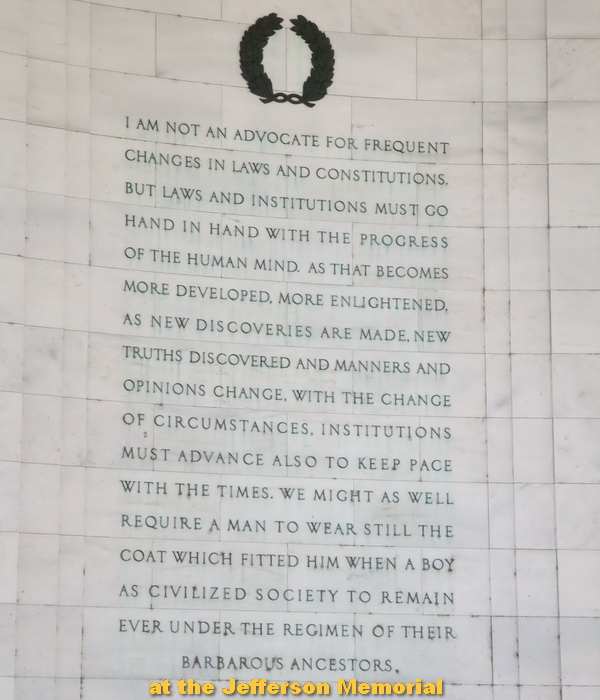 I AM NOT AN ADVOCATE FOR FREQUENT
CHANGES IN LAWS AND CONSTITUTIONS.
BUT LAWS AND INSTITUTIONS MUST GO
HAND IN HAND WITH THE PROGRESS
OF THE HUMAN MIND. AS THAT BECOMES
MORE DEVELOPED, MORE ENLIGHTENED,
AS NEW DISCOVERIES ARE MADE, NEW
TRUTHS DISCOVERED AND MANNERS AND
OPINIONS CHANGE, WITH THE CHANGE
OF CIRCUMSTANCES, INSTITUTIONS
MUST ADVANCE ALSO TO KEEP PACE
WITH THE TIMES. WE MIGHT AS WELL
REQUIRE A MAN TO WEAR STILL THE
COAT WHICH FITTED HIM WHEN A BOY
AS CIVILIZED SOCIETY TO REMAIN
EVER UNDER THE REGIMEN OF THEIR
BARBAROUS ANCESTORS.
at the Jefferson Memorial